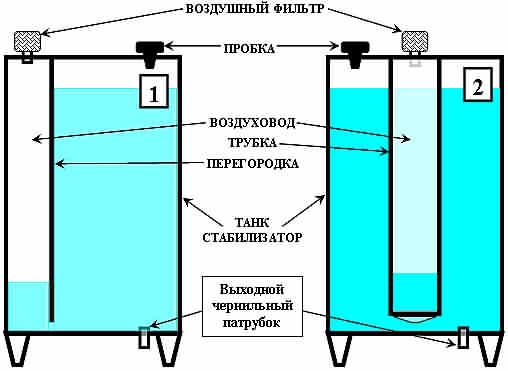 ВОЗДУШНЫЙ ФИЛЬТР
ПРОБКА
1
2
ВОЗДУХОВОД
ТРУБКА
ПЕРЕГОРОДКА
ТАНК
СТАБИЛИЗАТОР
Выходной
чернильный
патрубок